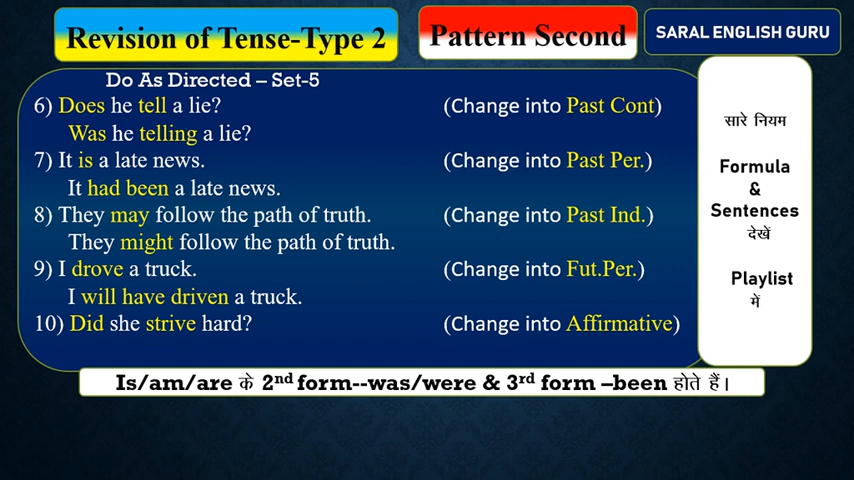 Revision of Tense-Type 2
Pattern Second
SARAL ENGLISH GURU
Do As Directed – Set-5
6) Does he tell a lie? (Change into Past Cont)
Was he telling a lie?
7) It is a late news. (Change into Past Per.)
It had been a late news.
8) They may follow the path of truth. (Change into Past Ind.)
They might follow the path of truth.
9) I drove a truck. (Change into Fut.Per.)
I will have driven a truck.
10) Did she strive hard? (Change into Affirmative)
सारे नियम
Formula
&
Sentences
देखें
Playlist
में
Is/am/are के 2nd form--was/were & 3rd form –been होते हैं।